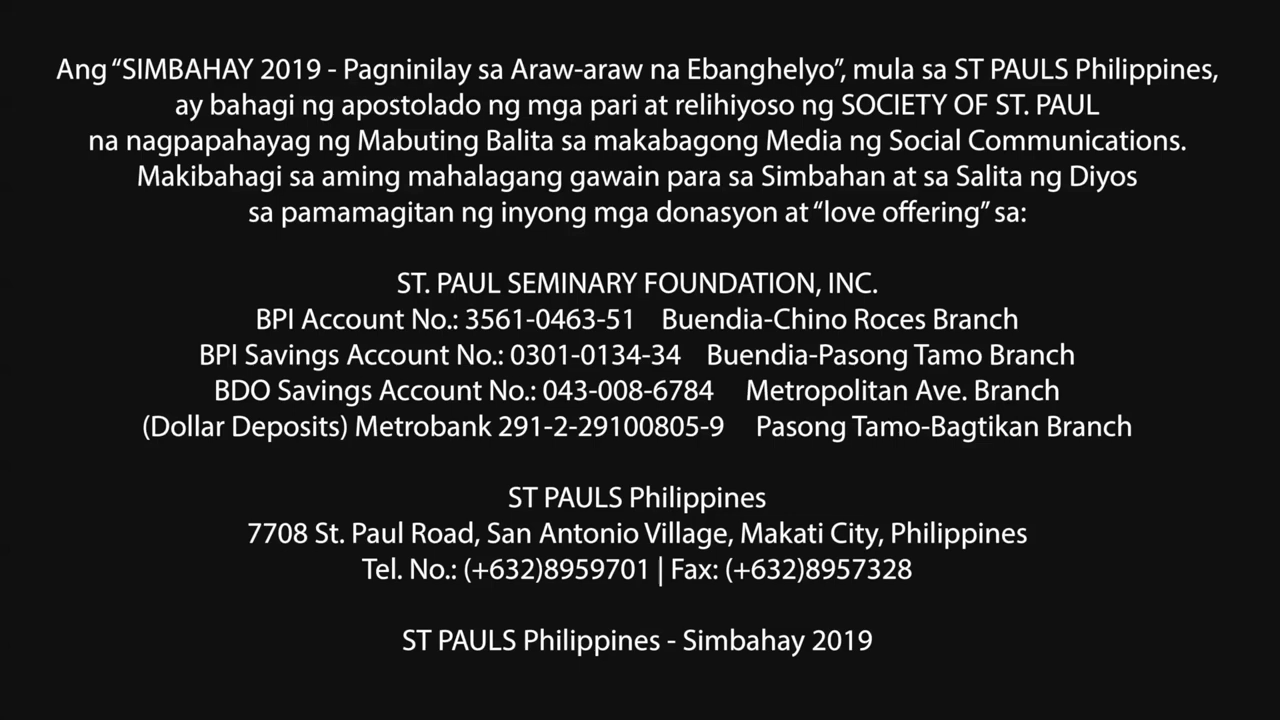 Ang “SIMBAHAY 2019 - Pagninilay sa Araw-araw na Ebanghelyo”, mula sa ST PAULS Philippines,
ay bahagi ng apostolado ng mga pari at relihiyoso ng SOCIETY OF ST. PAUL
na nagpapahayag ng Mabuting Balita sa makabagong Media ng Social Communications.
Makibahagi sa aming mahalagang gawain para sa Simbahan at sa Salita ng Diyos
sa pamamagitan ng inyong mga donasyon at “love offering” sa:
ST. PAUL SEMINARY FOUNDATION, INC.
BPI Account No.: 3561-0463-51 Buendia-Chino Roces Branch
BPI Savings Account No.: 0301-0134-34 Buendia-Pasong Tamo Branch
BDO Savings Account No.: 043-008-6784 Metropolitan Ave. Branch
(Dollar Deposits) Metrobank 291-2-29100805-9 Pasong Tamo-Bagtikan Branch
ST PAULS Philippines
7708 St. Paul Road, San Antonio Village, Makati City, Philippines
Tel. No.: (+632)8959701 | Fax: (+632)8957328
ST PAULS Philippines - Simbahay 2019